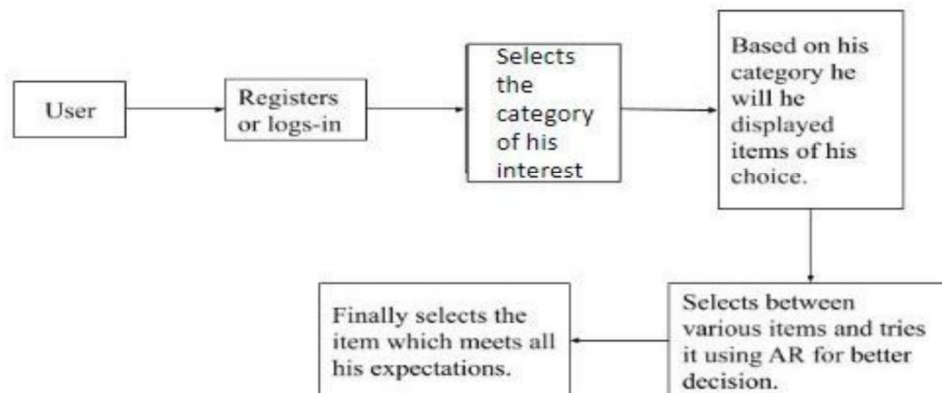 User
Registers
or logs-in
Selects
the
category
of his
interest
Based on his
category he
will he
displayed
items of his
choice.
Selects between
various items and tries
it using AR for better
decision.
Finally selects the
item which meets all
his expectations.